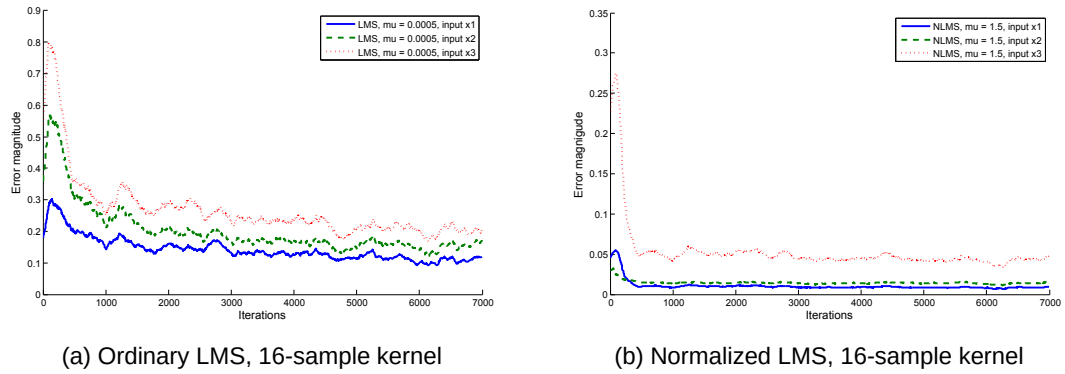 0.9
0.8
0.7
0.6
0.5
0.4
0.3
0.2
0.1
0
Error magnitude
LMS, mu = 0.0005, input x1
LMS, mu = 0.0005, input x2
LMS, mu = 0.0005, input x3
0 1000 2000 3000 4000 5000 6000 7000
Iterations
(a) Ordinary LMS, 16-sample kernel
0.35
0.3
0.25
0.2
0.15
0.1
0.05
0
Error magnigude
NLMS, mu = 1.5, input x1
NLMS, mu = 1.5, input x2
NLMS, mu = 1.5, input x3
0 1000 2000 3000 4000 5000 6000 7000
Iterations
(b) Normalized LMS, 16-sample kernel